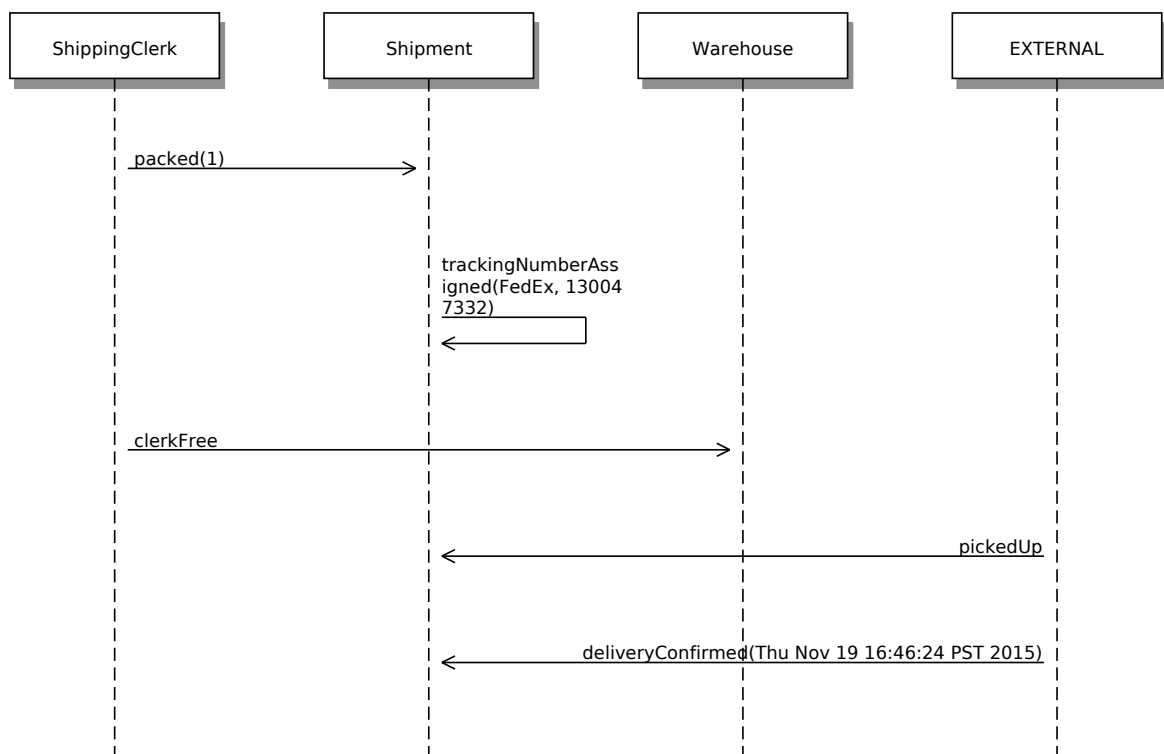 ShippingClerk
Shipment
Warehouse
EXTERNAL
packed(1)
trackingNumberAss
igned(FedEx, 13004
7332)
clerkFree
pickedUp
deliveryConfirmed(Thu Nov 19 16:46:24 PST 2015)